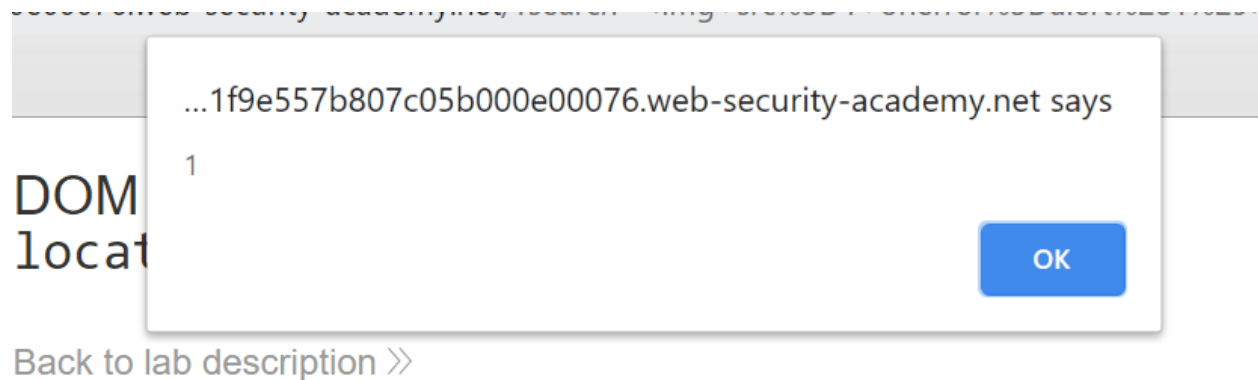 ...1f9e557b807c05b000e00076.web-security-academy.net says
1
DOM
locat
OK
Back to lab description